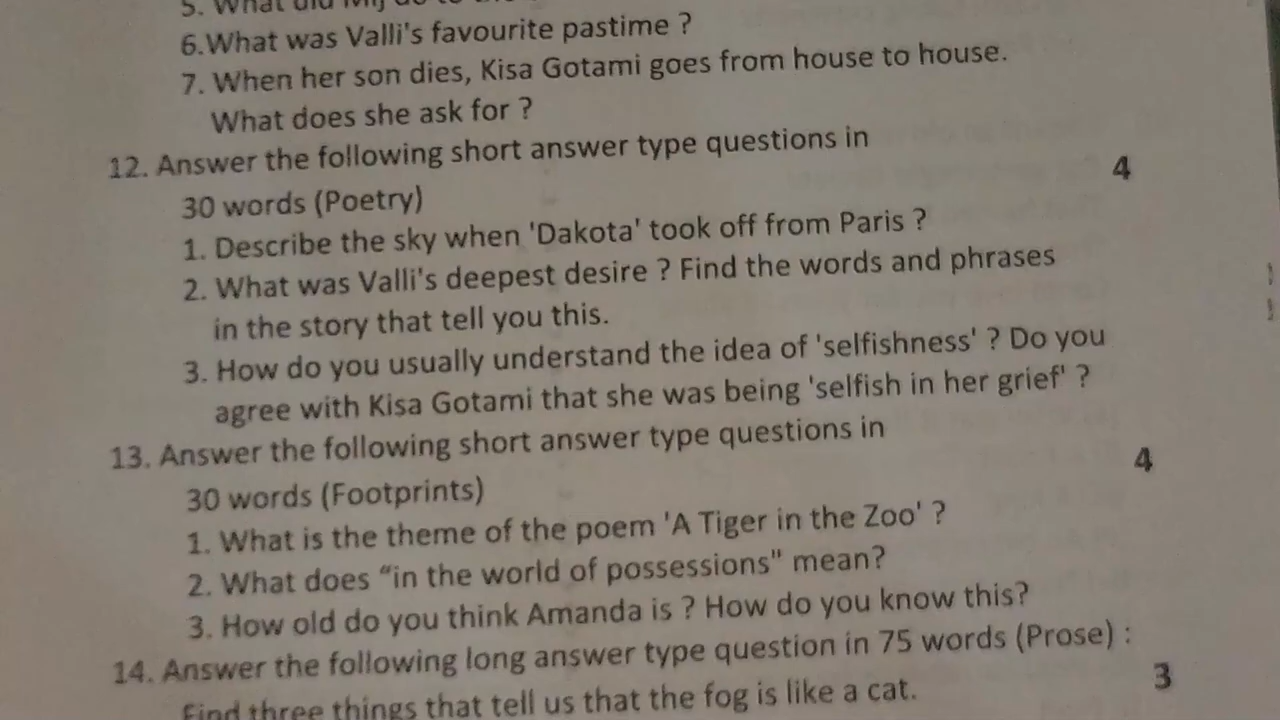 5. What did Mij do to the
6.What was Valli's favourite pastime ?
7. When her son dies, Kisa Gotami goes from house to house.
What does she ask for ?
12. Answer the following short answer type questions in
4
30 words (Poetry)
1. Describe the sky when 'Dakota' took off from Paris ?
2. What was Valli's deepest desire ? Find the words and phrases
in the story that tell you this.
3. How do you usually understand the idea of 'selfishness' ? Do you
agree with Kisa Gotami that she was being 'selfish in her grief' ?
13. Answer the following short answer type questions in
4
30 words (Footprints)
1. What is the theme of the poem 'A Tiger in the Zoo' ?
2. What does “in the world of possessions" mean?
3. How old do you think Amanda is ? How do you know this?
14. Answer the following long answer type question in 75 words (Prose) :
3
Find three things that tell us that the fog is like a cat.